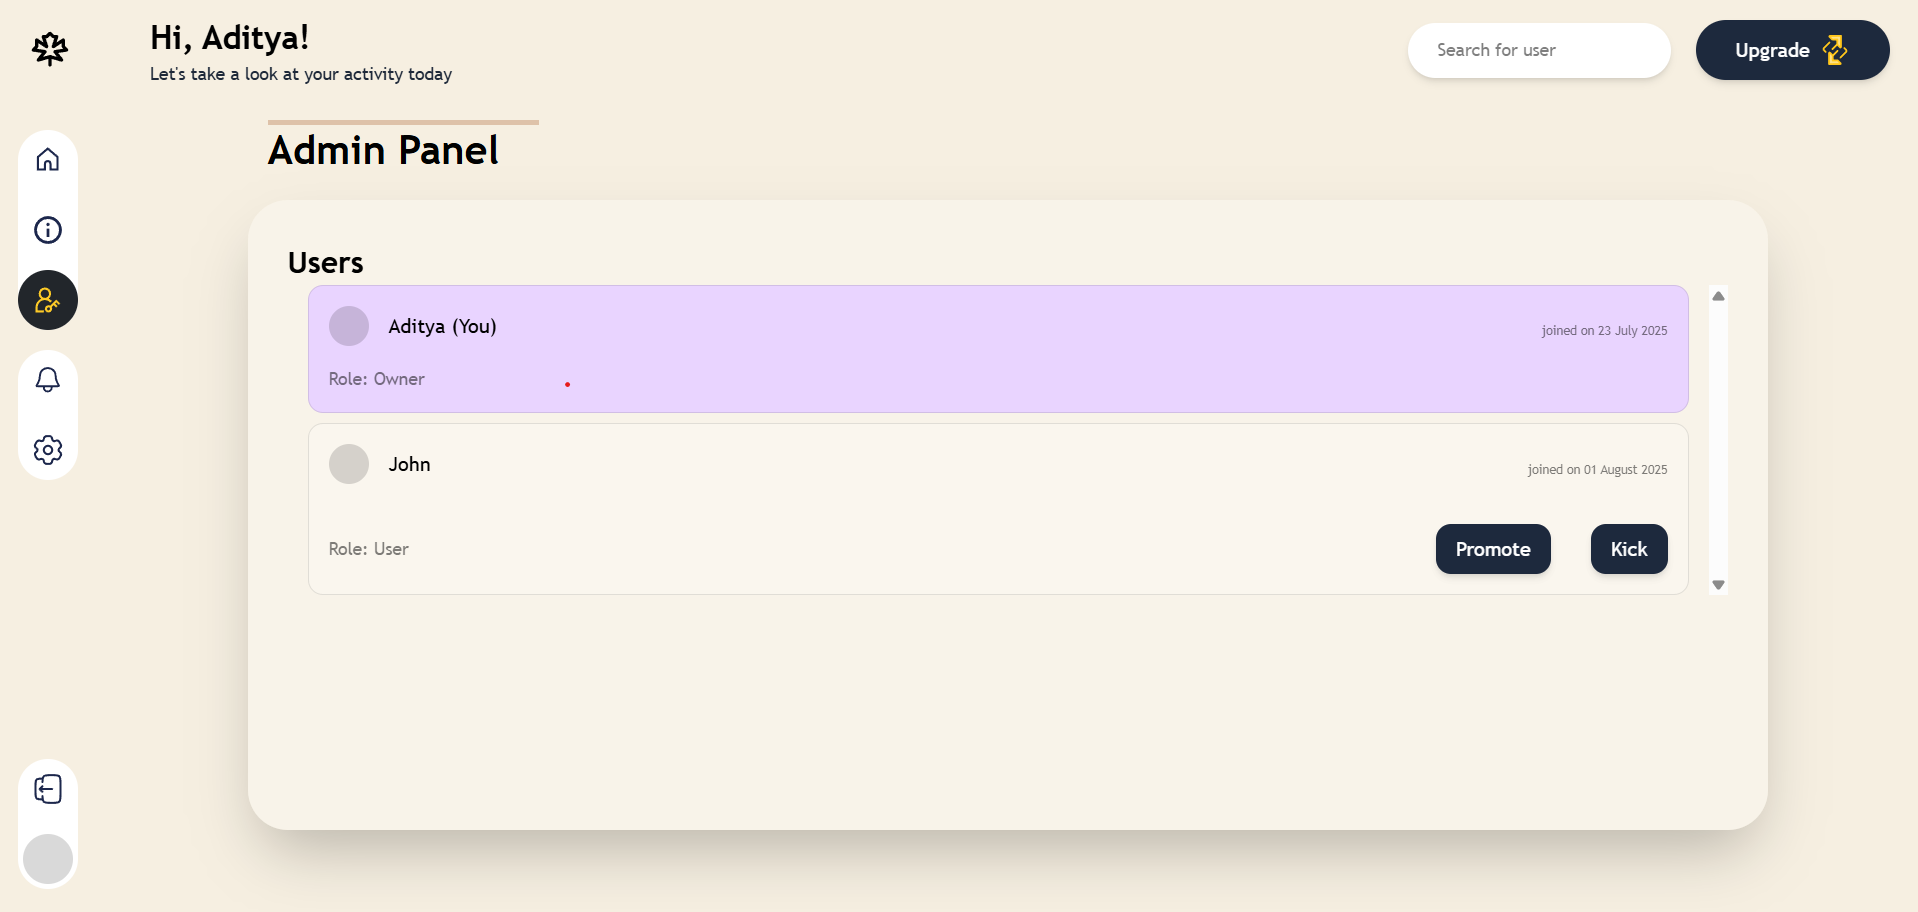 Hi, Aditya!
Let's take a look at your activity today
Search for user
Upgrade
Admin Panel
Users
Aditya (You)
joined on 23 July 2025
Role: Owner
John
joined on 01 August 2025
Role: User
Promote
Kick